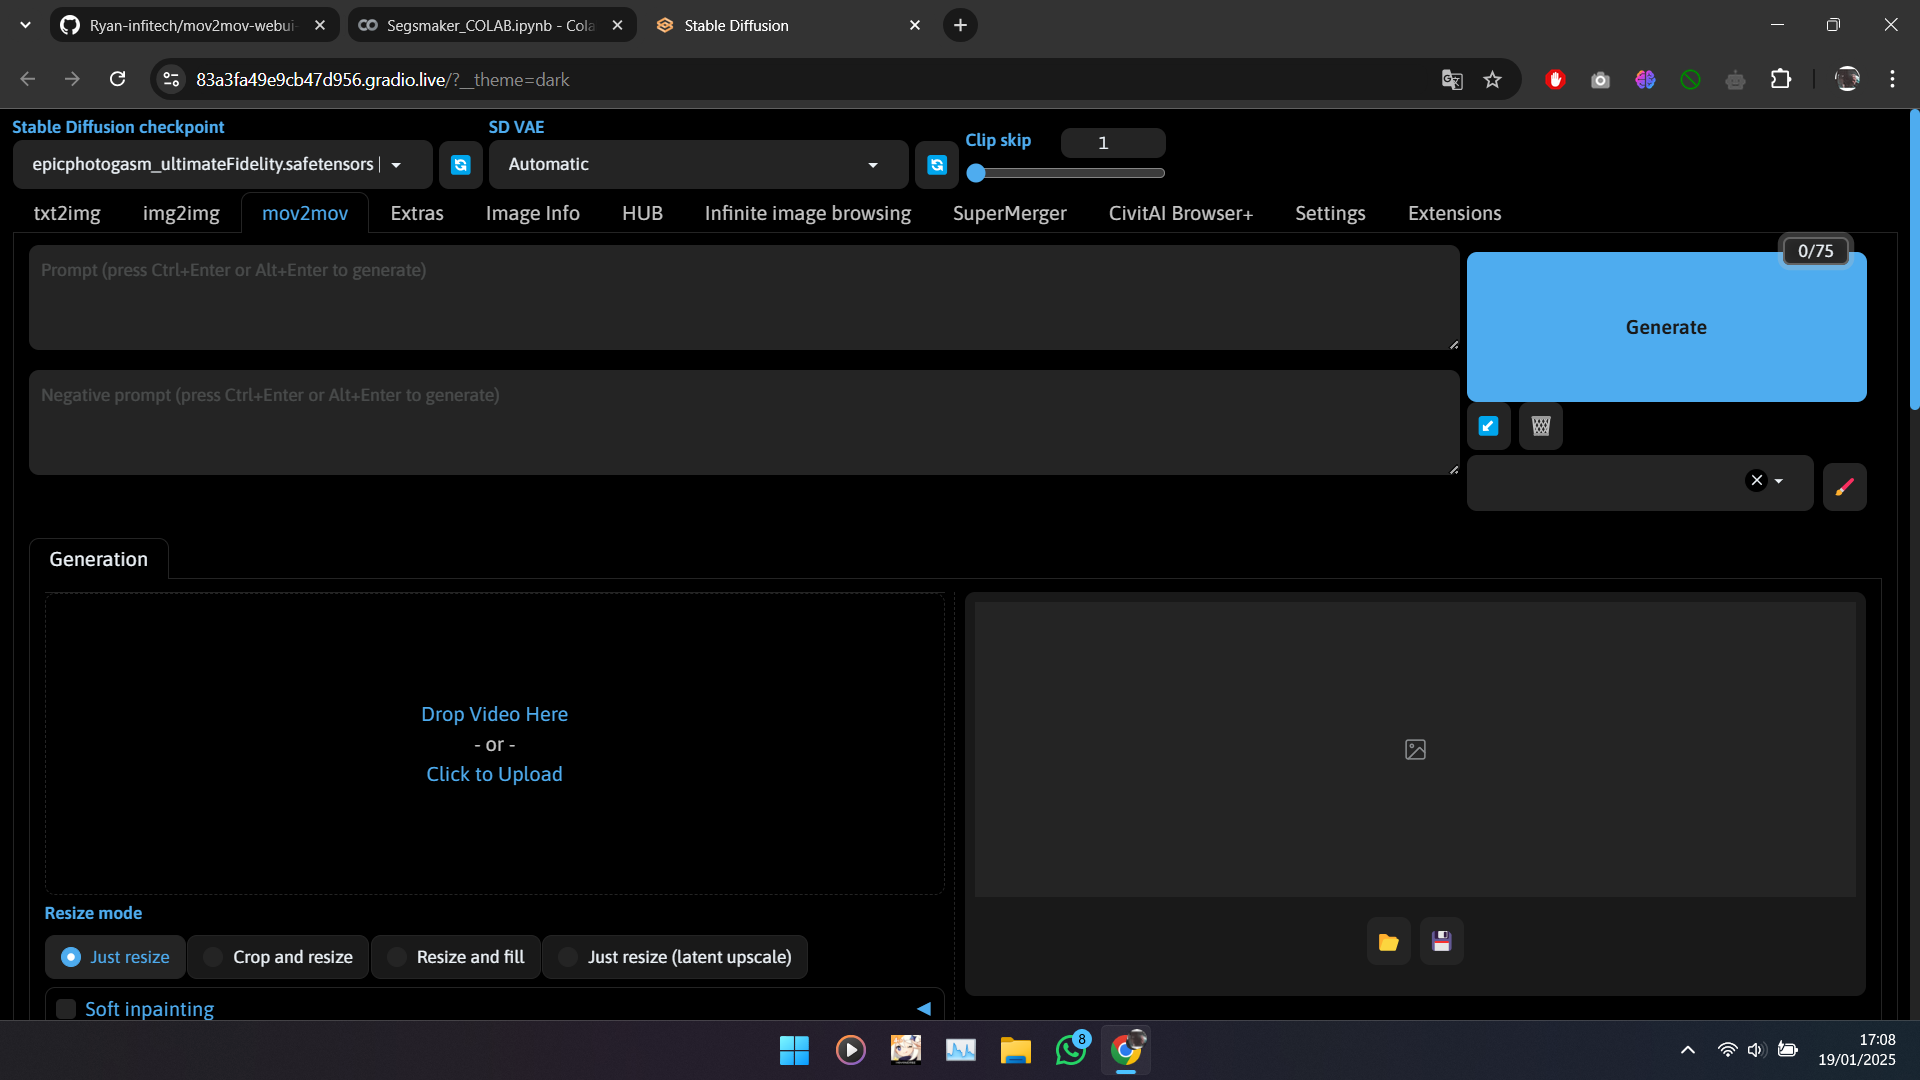 Ryan-infitech/mov2mov-webui-
Segsmaker_COLAB.ipynb - Cola
Stable Diffusion
83a3fa49e9cb47d956.gradio.live/?__theme=dark
Stable Diffusion checkpoint
SD VAE
Clip skip
1
epicphotogasm_ultimateFidelity.safetensors |
Automatic
txt2img
img2img
mov2mov
Extras
Image Info
HUB
Infinite image browsing
SuperMerger
CivitAI Browser+
Settings
Extensions
Prompt (press Ctrl+Enter or Alt+Enter to generate)
0/75
Generate
Negative prompt (press Ctrl+Enter or Alt+Enter to generate)
Generation
Drop Video Here
- or -
Click to Upload
Resize mode
Just resize
Crop and resize
Resize and fill
Just resize (latent upscale)
Soft inpainting
8
17:08
19/01/2025